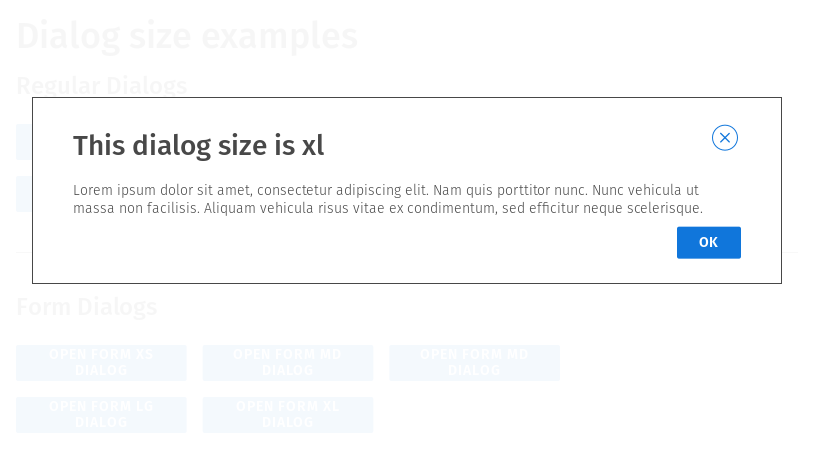 Dialog size examples
Regular Dialogs
This dialog size is xl
Lorem ipsum dolor sit amet, consectetur adipiscing elit. Nam quis porttitor nunc. Nunc vehicula ut
massa non facilisis. Aliquam vehicula risus vitae ex condimentum, sed efficitur neque scelerisque.
OK
Form Dialogs
OPEN FORM XS
DIALOG
OPEN FORM MD
DIALOG
OPEN FORM MD
DIALOG
OPEN FORM LG
DIALOG
OPEN FORM XL
DIALOG